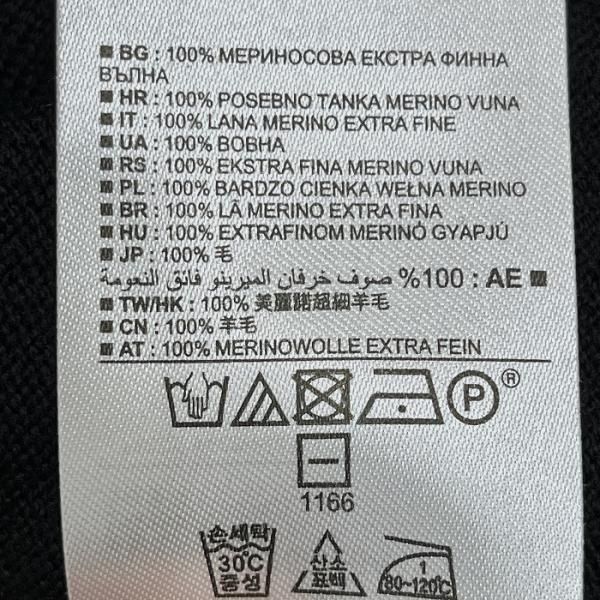 ■ BG : 100% МЕРИНОСОВА ЕКСТРА ФИННА
ВЪЛНА
■ HR : 100% POSEBNO TANKA MERINO VUNA
■ IT : 100% LANA MERINO EXTRA FINE
■ UA : 100% ВОВНА
■ RS : 100% EKSTRA FINA MERINO VUNA
■ PL : 100% BARDZO CIENKA WEŁNA MERINO
■ BR : 100% LÃ MERINO EXTRA FINA
■ HU : 100% EXTRAFINOM MERINÓ GYAPJÚ
■ JP : 100% 毛
■ AE : 100% صوف خرفان الميرينو فائق النعومة
■ TW/HK : 100% 美麗諾超細羊毛
■ CN : 100% 羊毛
■ AT : 100% MERINOWOLLE EXTRA FEIN
P ®
1166
손세탁
30℃
중성
산소
표백
1
80~120℃